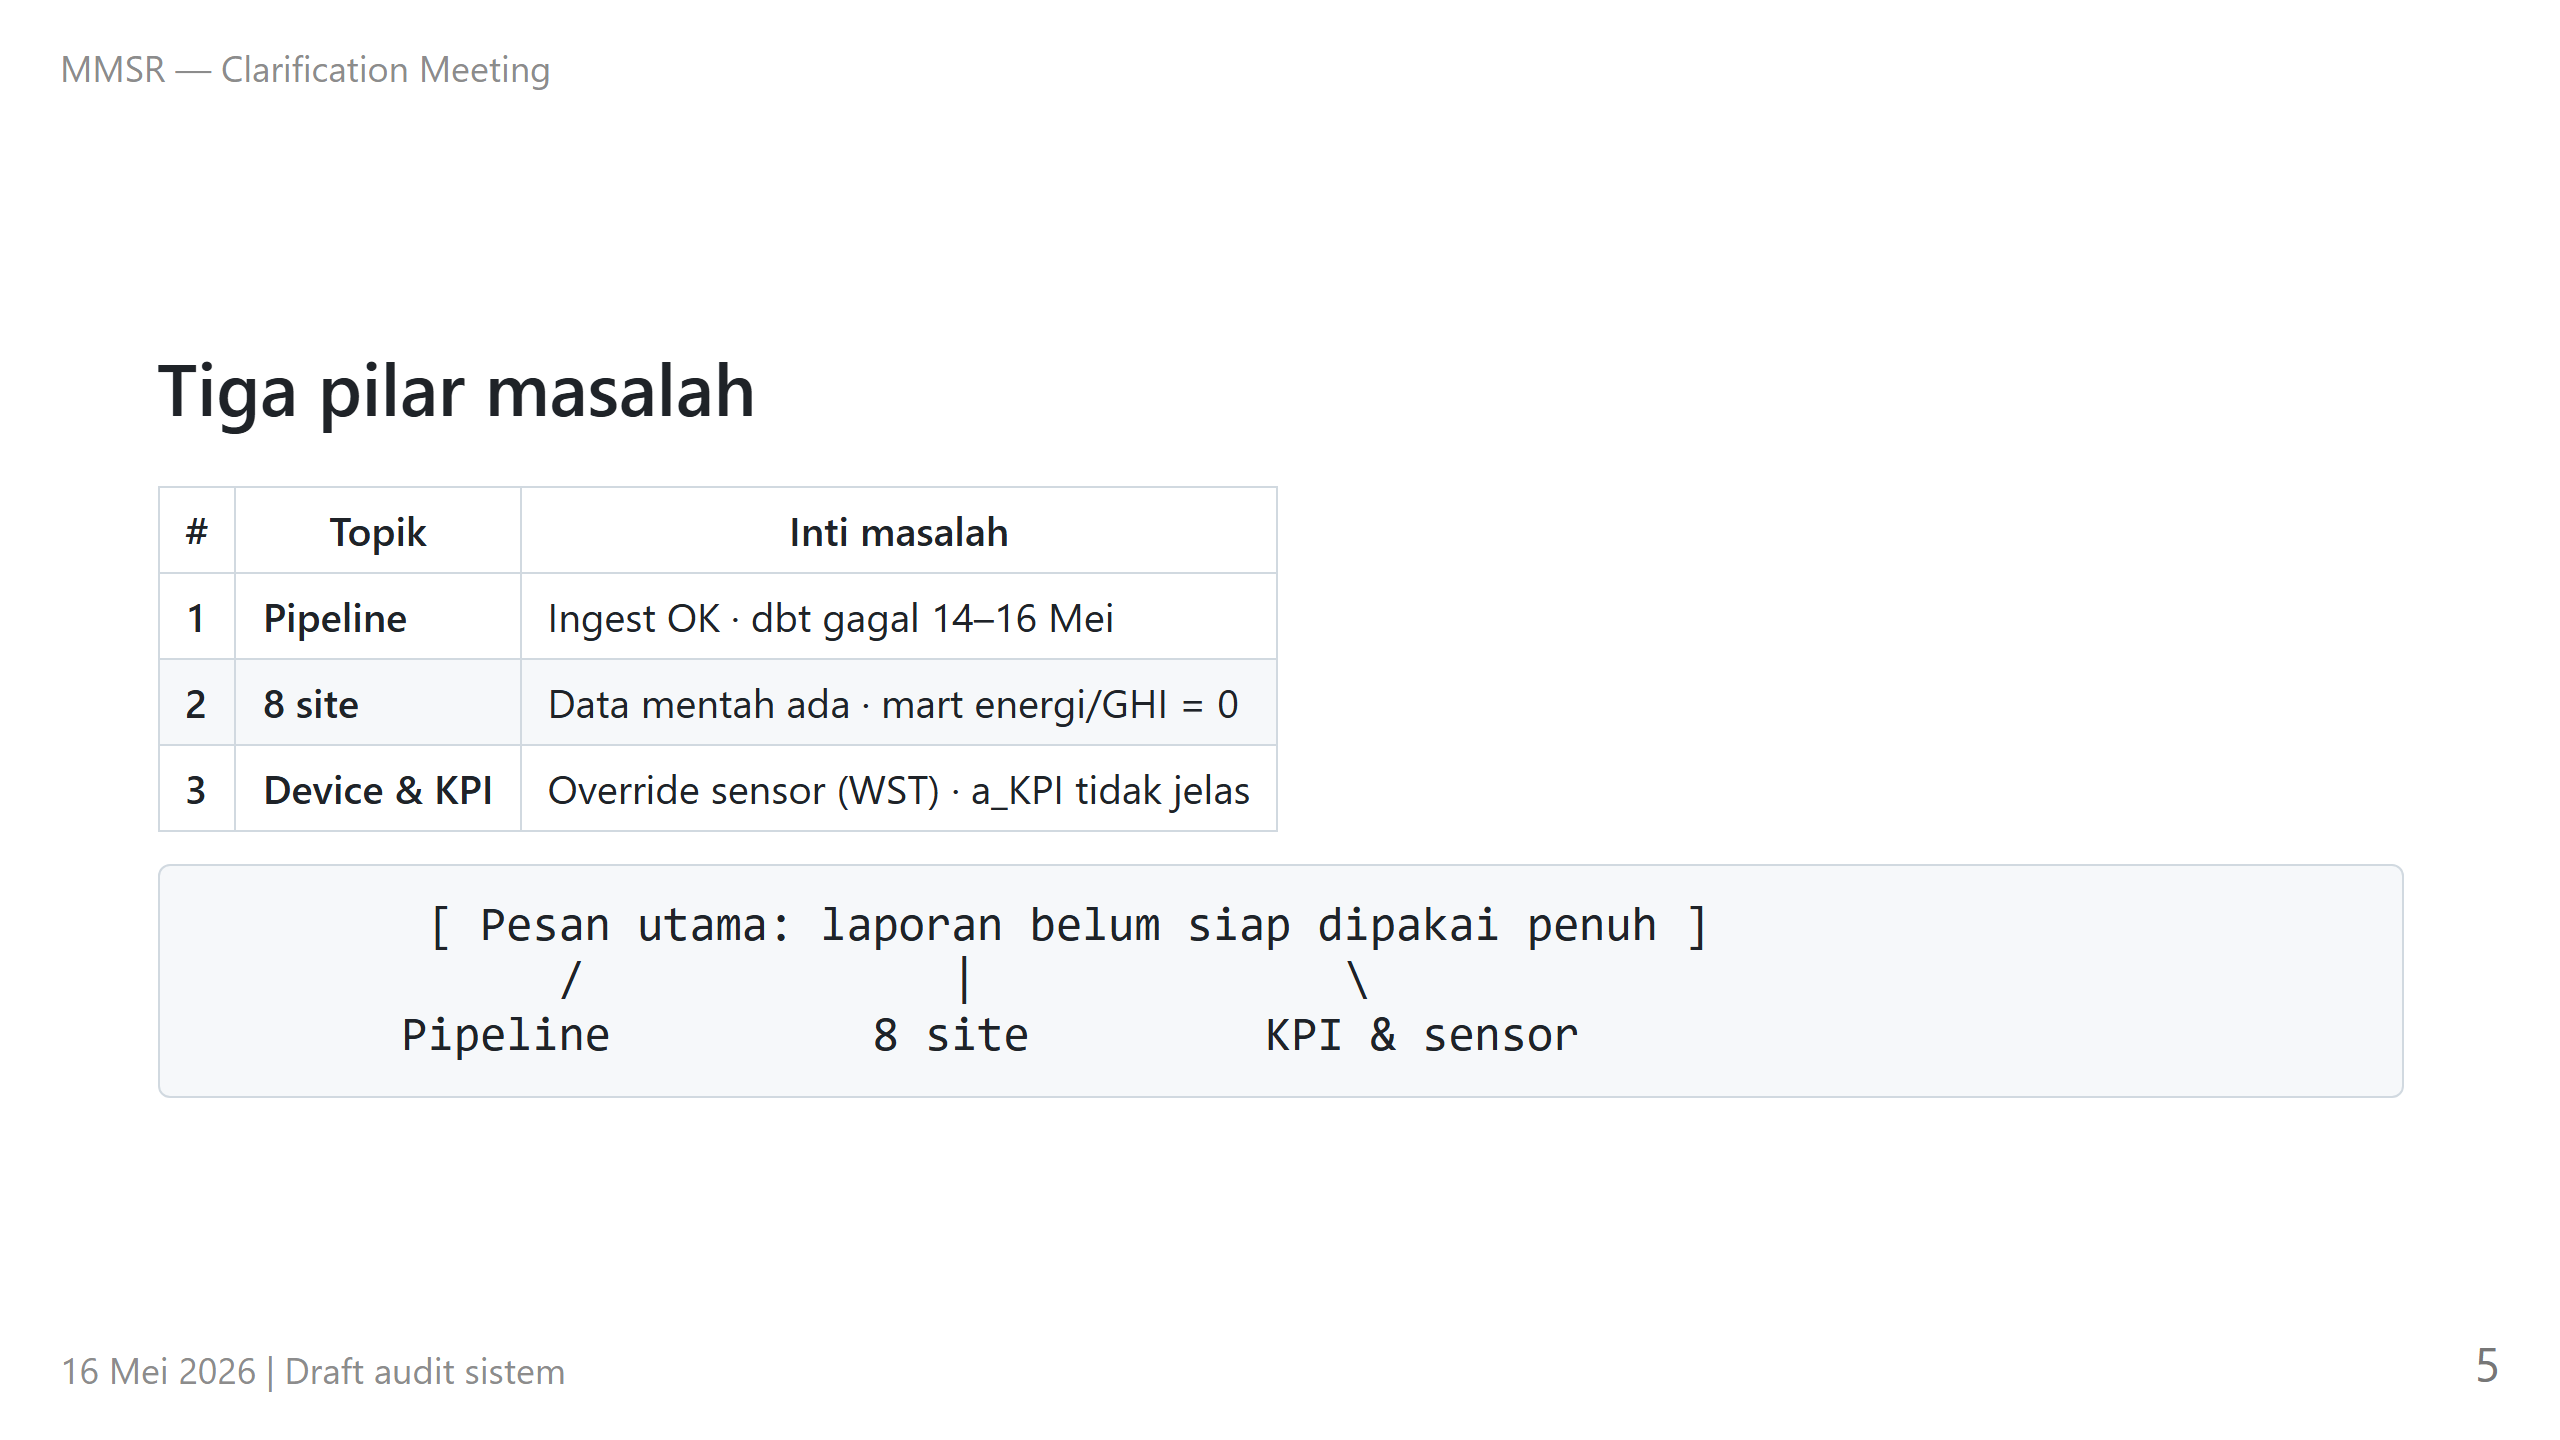 MMSR — Clarification Meeting
Tiga pilar masalah
# Topik Inti masalah
1 Pipeline Ingest OK · dbt gagal 14–16 Mei
2 8 site Data mentah ada · mart energi/GHI = 0
3 Device & KPI Override sensor (WST) · a_KPI tidak jelas
[ Pesan utama: laporan belum siap dipakai penuh ]
/ | \
Pipeline 8 site KPI & sensor
16 Mei 2026 | Draft audit sistem
5